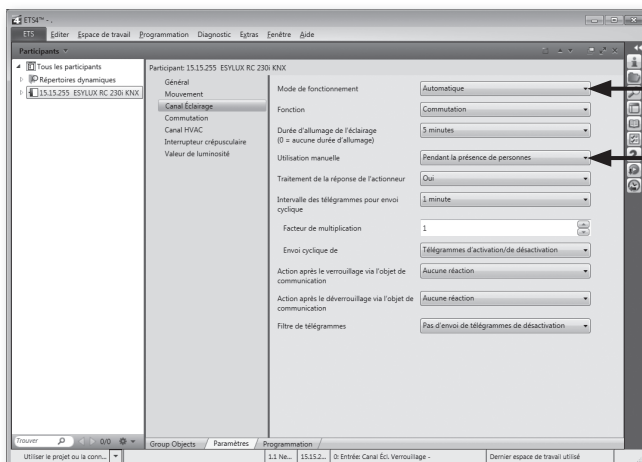 ETS4™ - .
ETS Editer Espace de travail Programmation Diagnostic Extras Fenêtre Aide
Participants
Tous les participants
Répertoires dynamiques
15.15.255 ESYLUX RC 230i KNX
Participant: 15.15.255 ESYLUX RC 230i KNX
Général
Mouvement
Canal Éclairage
Commutation
Canal HVAC
Interrupteur crépusculaire
Valeur de luminosité
Mode de fonctionnement Automatique
Fonction Commutation
Durée d'allumage de l'éclairage
(0 = aucune durée d'allumage) 5 minutes
Utilisation manuelle Pendant la présence de personnes
Traitement de la réponse de l'actionneur Oui
Intervalle des télégrammes pour envoi
cyclique 1 minute
Facteur de multiplication 1
Envoi cyclique de Télégrammes d'activation/de désactivation
Action après le verrouillage via l'objet de
communication Aucune réaction
Action après le déverrouillage via l'objet de
communication Aucune réaction
Filtre de télégrammes Pas d'envoi de télégrammes de désactivation
Trouver 0/0
Group Objects Paramètres Programmation
Utiliser le projet ou la conn... 1.1 Ne... 15.15.2... 0: Entrée: Canal Écl. Verrouillage - Dernier espace de travail utilisé